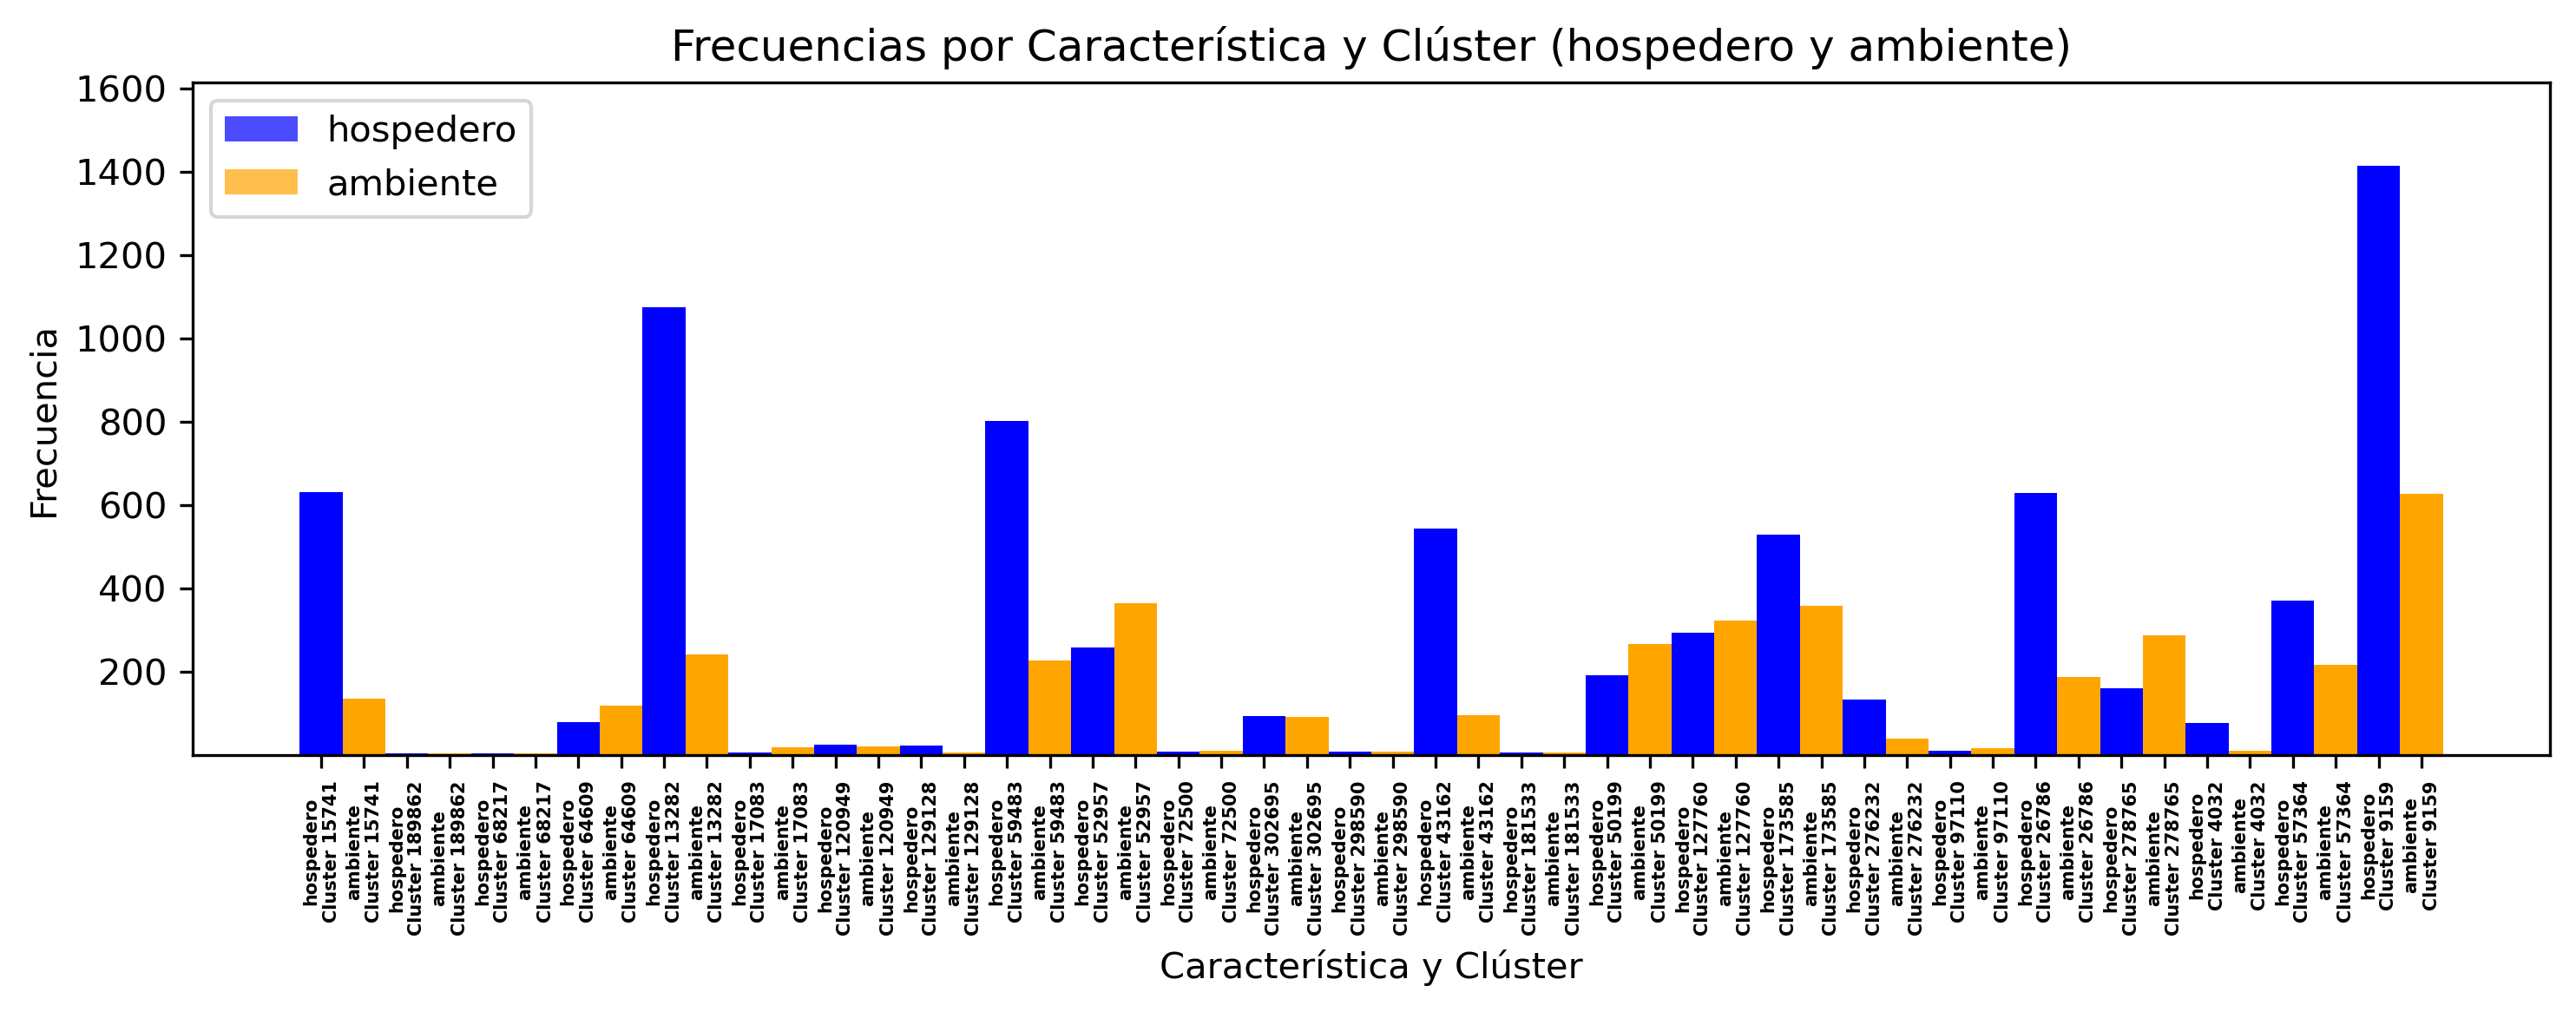 Frecuencias por Característica y Clúster (hospedero y ambiente)
1600
1400
1200
1000
800
600
400
200
Frecuencia
hospedero
ambiente
hospedero
Cluster 15741
ambiente
Cluster 15741
hospedero
Cluster 189862
ambiente
Cluster 189862
hospedero
Cluster 68217
ambiente
Cluster 68217
hospedero
Cluster 64609
ambiente
Cluster 64609
hospedero
Cluster 13282
ambiente
Cluster 13282
hospedero
Cluster 17083
ambiente
Cluster 17083
hospedero
Cluster 120949
ambiente
Cluster 120949
hospedero
Cluster 129128
ambiente
Cluster 129128
hospedero
Cluster 59483
ambiente
Cluster 59483
hospedero
Cluster 52957
ambiente
Cluster 52957
hospedero
Cluster 72500
ambiente
Cluster 72500
hospedero
Cluster 302695
ambiente
Cluster 302695
hospedero
Cluster 298590
ambiente
Cluster 298590
hospedero
Cluster 43162
ambiente
Cluster 43162
hospedero
Cluster 181533
ambiente
Cluster 181533
hospedero
Cluster 50199
ambiente
Cluster 50199
hospedero
Cluster 127760
ambiente
Cluster 127760
hospedero
Cluster 173585
ambiente
Cluster 173585
hospedero
Cluster 276232
ambiente
Cluster 276232
hospedero
Cluster 97110
ambiente
Cluster 97110
hospedero
Cluster 26786
ambiente
Cluster 26786
hospedero
Cluster 278765
ambiente
Cluster 278765
hospedero
Cluster 4032
ambiente
Cluster 4032
hospedero
Cluster 57364
ambiente
Cluster 57364
hospedero
Cluster 9159
ambiente
Cluster 9159
Característica y Clúster